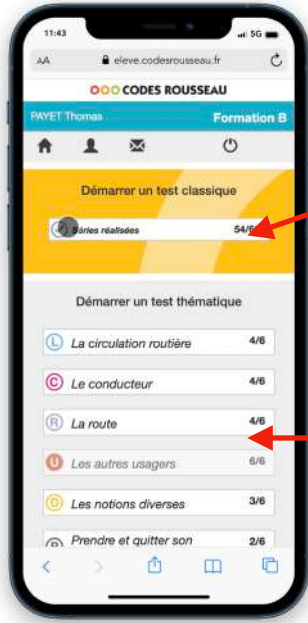 11:43
5G
AA
eleve.codesrousseau.fr
CODES ROUSSEAU
PAYET Thomas
Formation B
Démarrer un test classique
Séries réalisées
54/6
Démarrer un test thématique
L La circulation routière 4/6
C Le conducteur 4/6
R La route 4/6
U Les autres usagers 6/6
D Les notions diverses 3/6
Prendre et quitter son 2/6